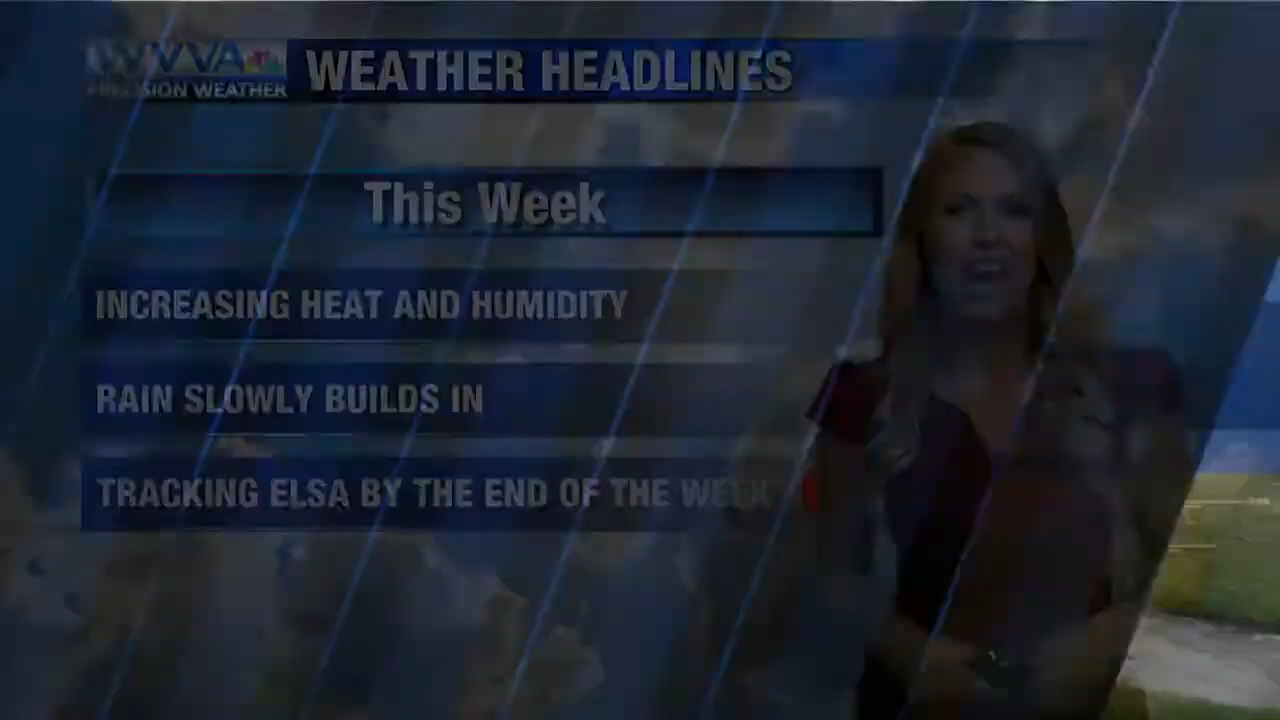 WVVA
PRECISION WEATHER
WEATHER HEADLINES
This Week
INCREASING HEAT AND HUMIDITY
RAIN SLOWLY BUILDS IN
TRACKING ELSA BY THE END OF THE WEEK